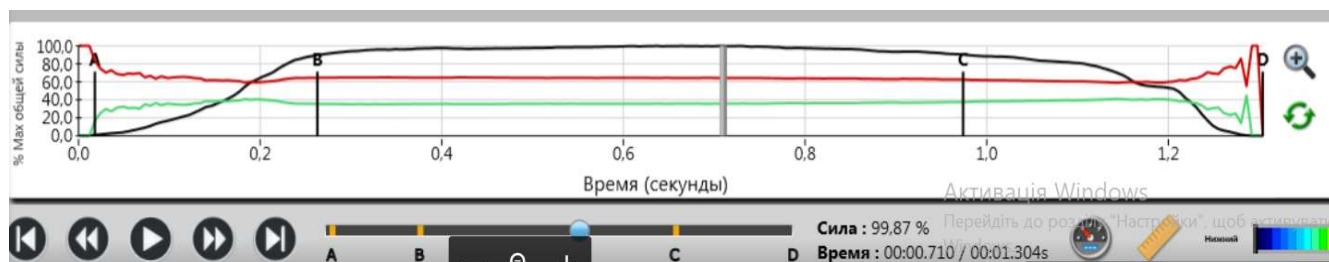 % Max общей силы
100,0
80,0
60,0
40,0
20,0
0,0
A
B
C
D
0,0
0,2
0,4
0,6
0,8
1,0
1,2
Время (секунды)
Активація Windows
Перейдіть до розділу "Настройки", щоб активувати
Windows.
Сила : 99,87 %
Время : 00:00.710 / 00:01.304s
Нижний
A
B
C
D